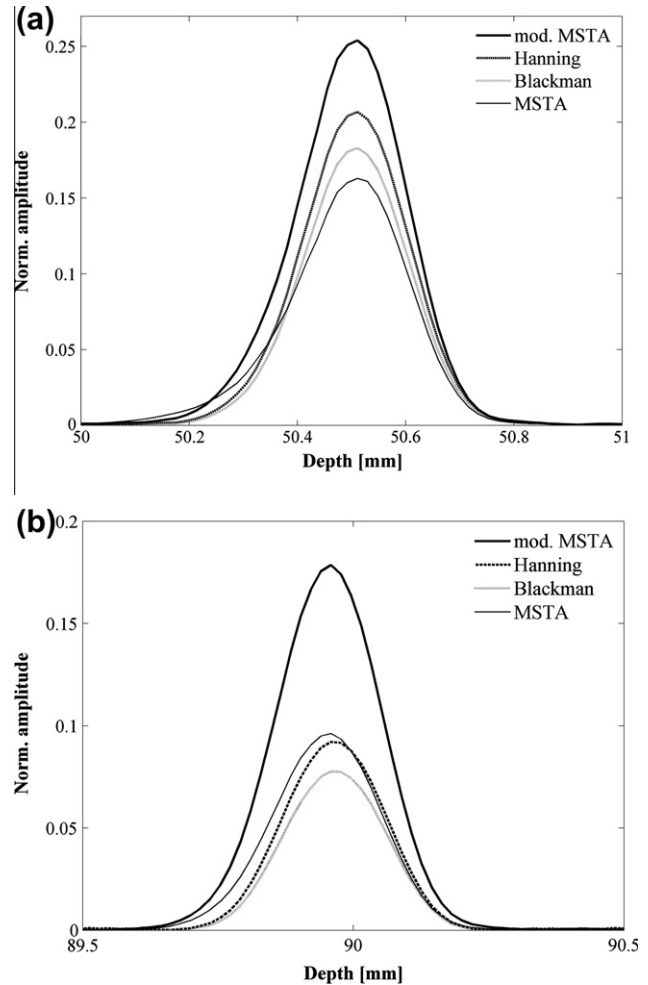 (a)
0.25
0.2
0.15
0.1
0.05
0
Norm. amplitude
mod. MSTA
Hanning
Blackman
MSTA
50
50.2
50.4
50.6
50.8
51
Depth [mm]
(b)
0.2
0.15
0.1
0.05
0
Norm. amplitude
mod. MSTA
Hanning
Blackman
MSTA
89.5
90
90.5
Depth [mm]